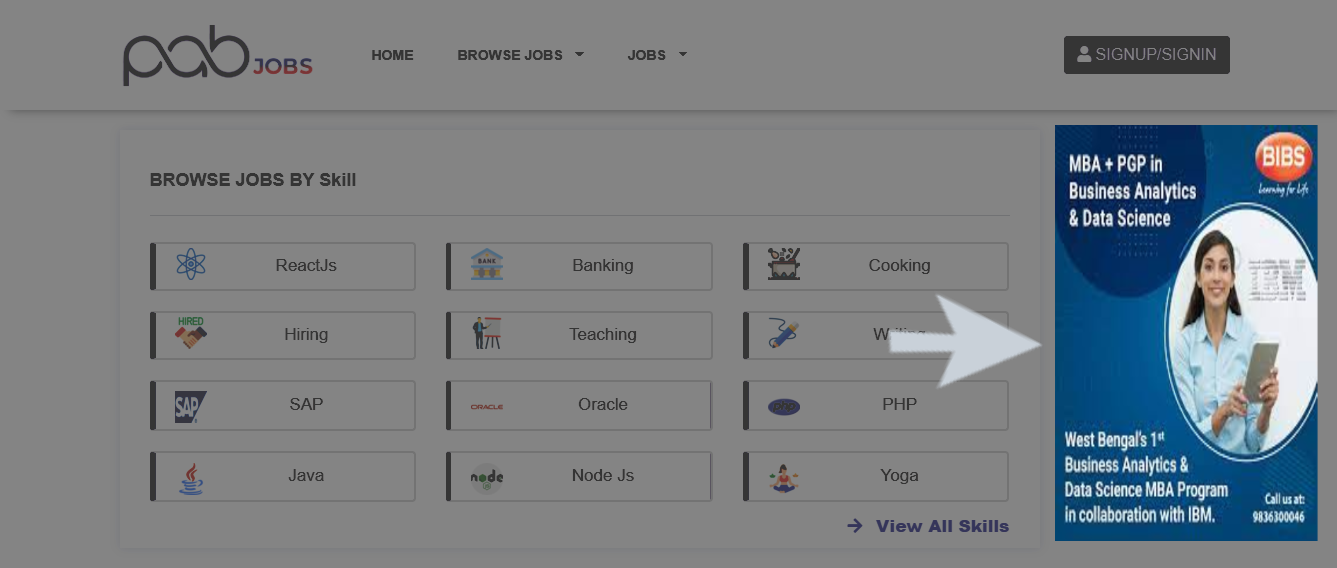 pab JOBS
HOME
BROWSE JOBS
JOBS
SIGNUP/SIGNIN
BROWSE JOBS BY Skill
ReactJs
BANK
Banking
Cooking
HIRED
Hiring
Teaching
SAP
SAP
ORACLE
Oracle
php
PHP
Java
node
Node Js
Yoga
View All Skills
BIBS
Learning for Life
MBA + PGP in
Business Analytics
& Data Science
IBM
West Bengal's 1st
Business Analytics &
Data Science MBA Program
in collaboration with IBM.
Call us at:
9836300046